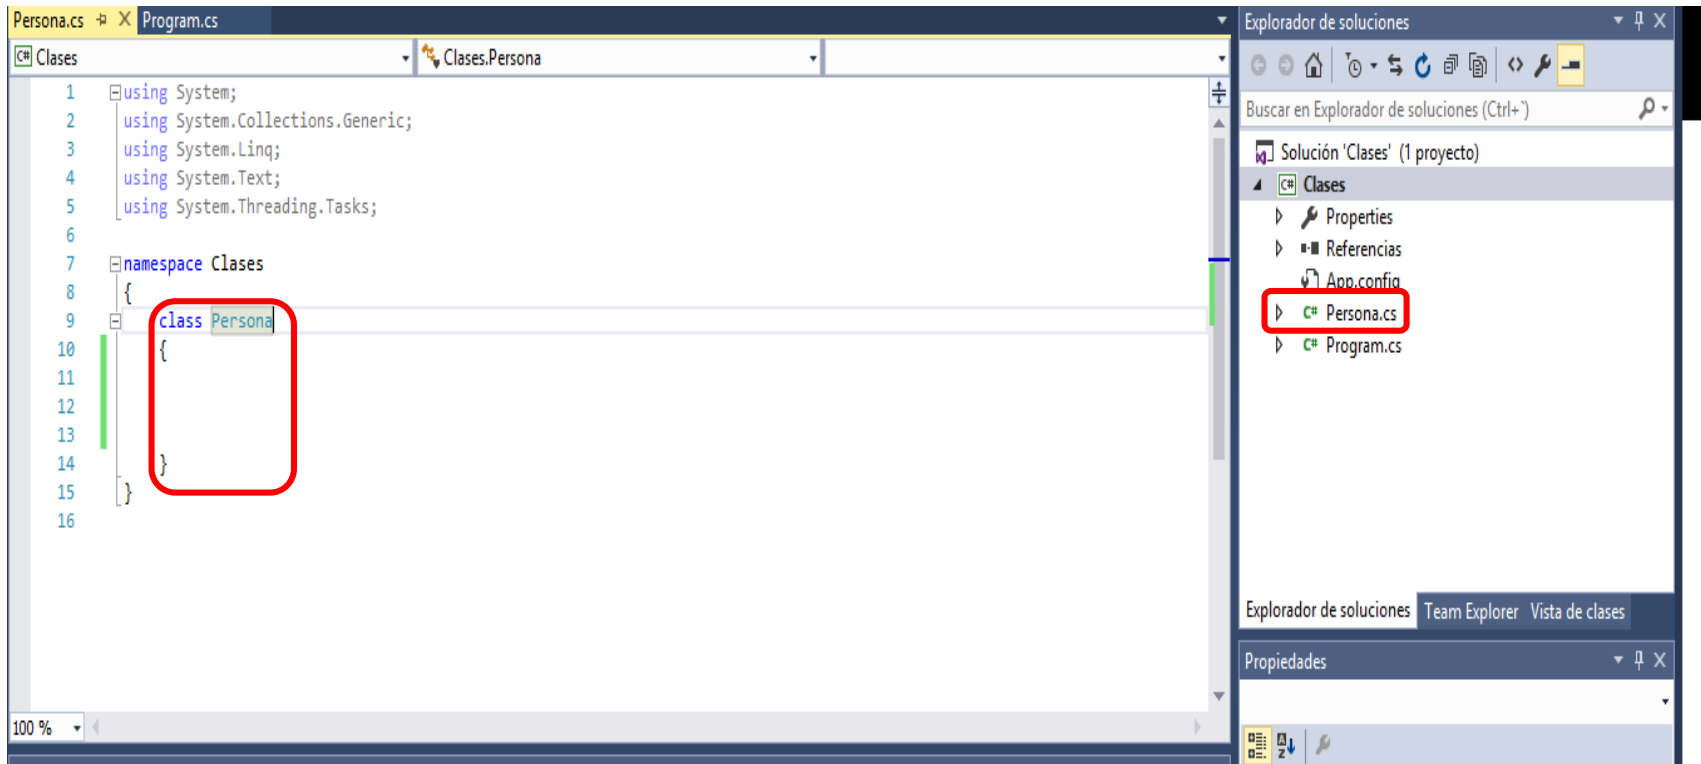 Persona.cs Program.cs
C# Clases Clases.Persona
1 using System;
2 using System.Collections.Generic;
3 using System.Linq;
4 using System.Text;
5 using System.Threading.Tasks;
6
7 namespace Clases
8 {
9 class Persona
10 {
11
12
13
14 }
15 }
16
100 %
Explorador de soluciones
Buscar en Explorador de soluciones (Ctrl+`)
Solución 'Clases' (1 proyecto)
C# Clases
Properties
Referencias
App.config
C# Persona.cs
C# Program.cs
Explorador de soluciones Team Explorer Vista de clases
Propiedades